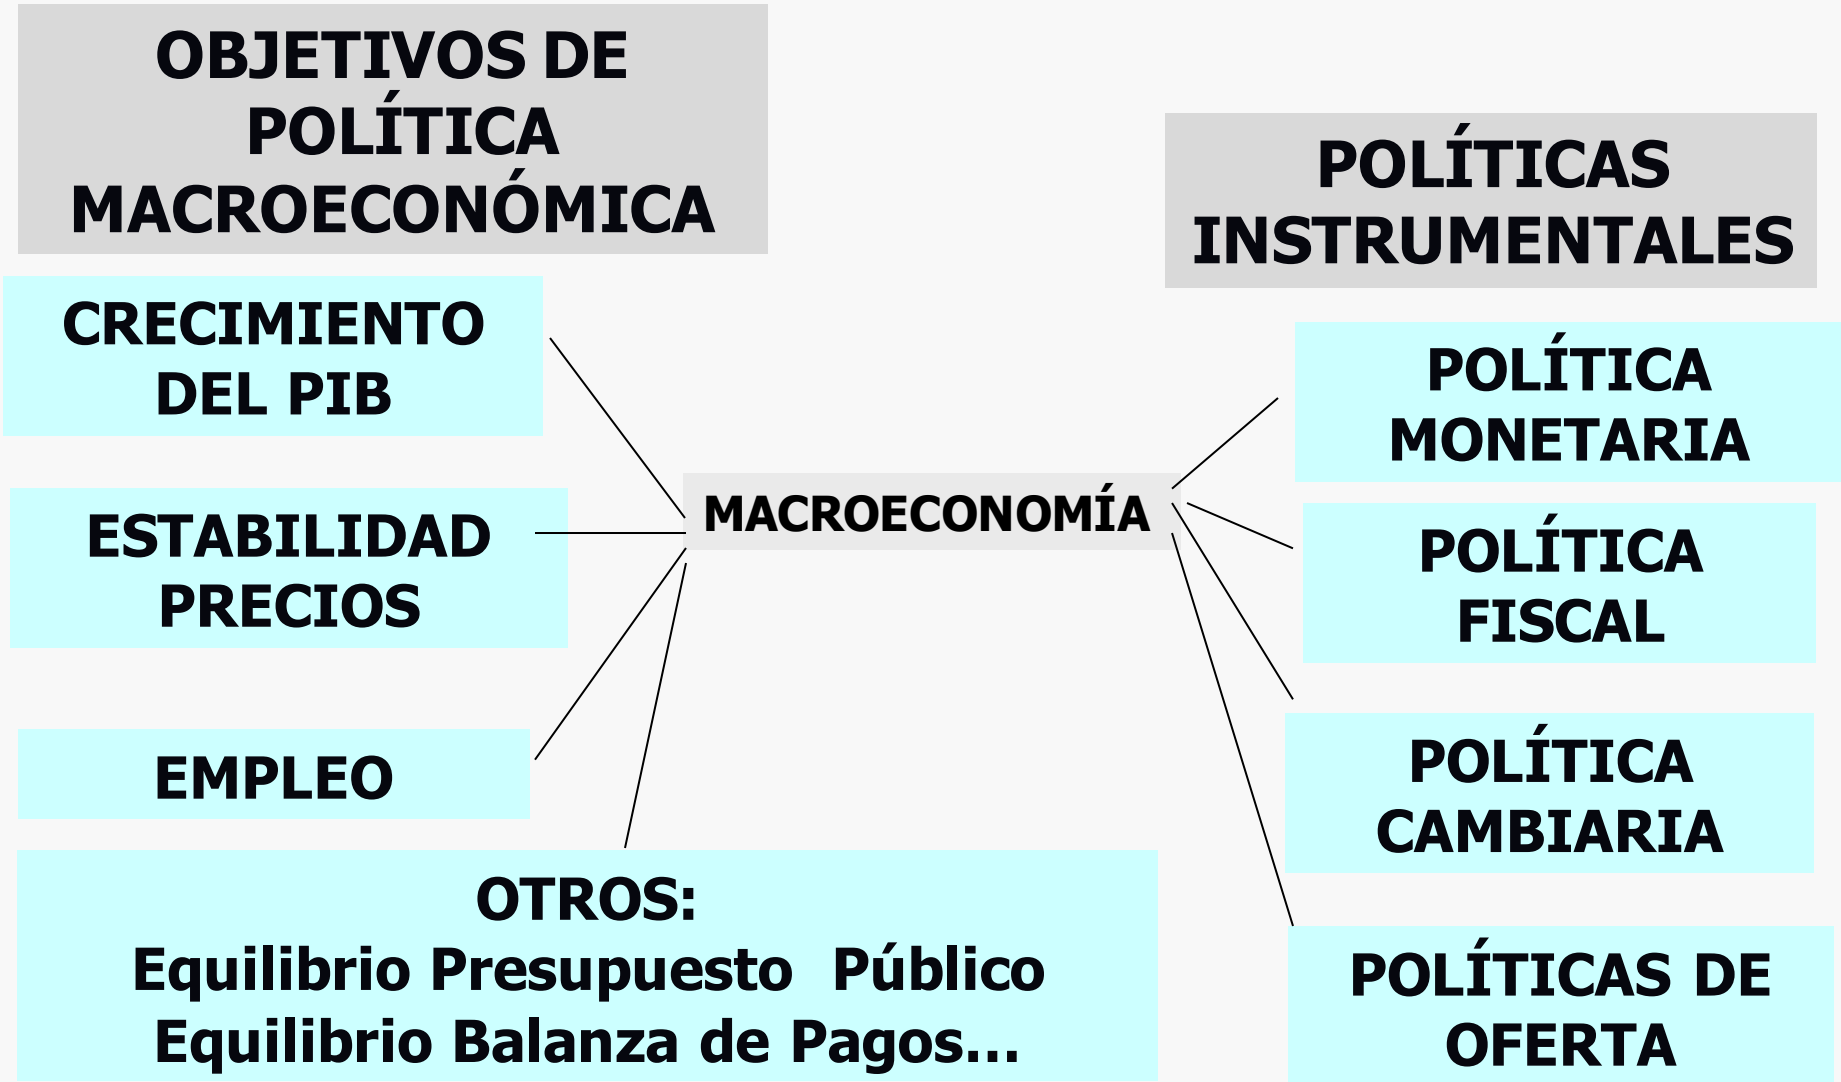 OBJETIVOS DE
POLÍTICA
MACROECONÓMICA
CRECIMIENTO
DEL PIB
ESTABILIDAD
PRECIOS
EMPLEO
OTROS:
Equilibrio Presupuesto  Público
Equilibrio Balanza de Pagos...
MACROECONOMÍA
POLÍTICAS
INSTRUMENTALES
POLÍTICA
MONETARIA
POLÍTICA
FISCAL
POLÍTICA
CAMBIARIA
POLÍTICAS DE
OFERTA